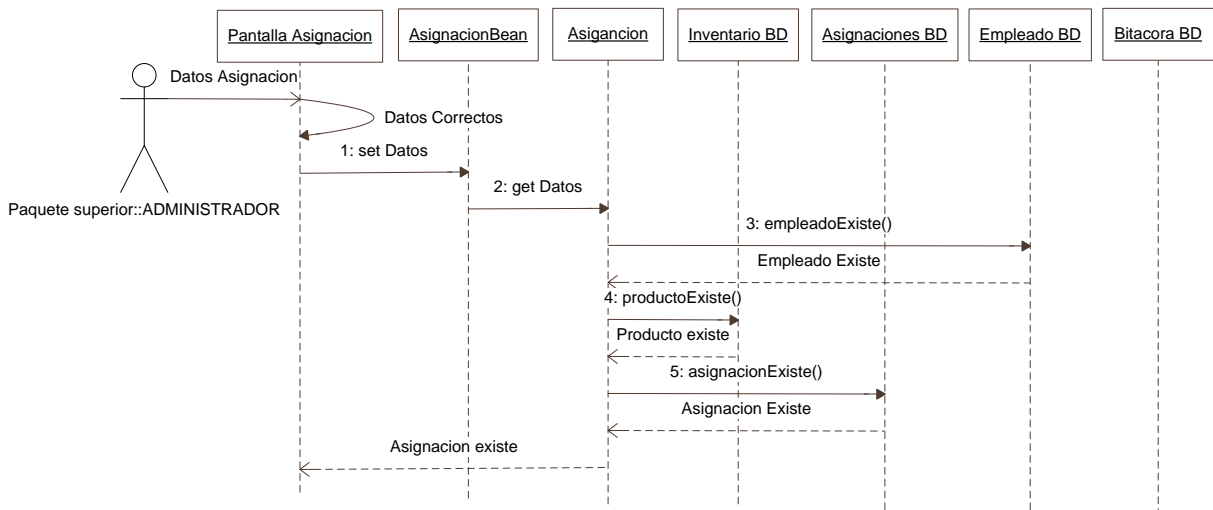 Pantalla Asignacion
AsignacionBean
Asigancion
Inventario BD
Asignaciones BD
Empleado BD
Bitacora BD
Datos Asignacion
Datos Correctos
1: set Datos
2: get Datos
Paquete superior::ADMINISTRADOR
3: empleadoExiste()
Empleado Existe
4: productoExiste()
Producto existe
5: asignacionExiste()
Asignacion Existe
Asignacion existe